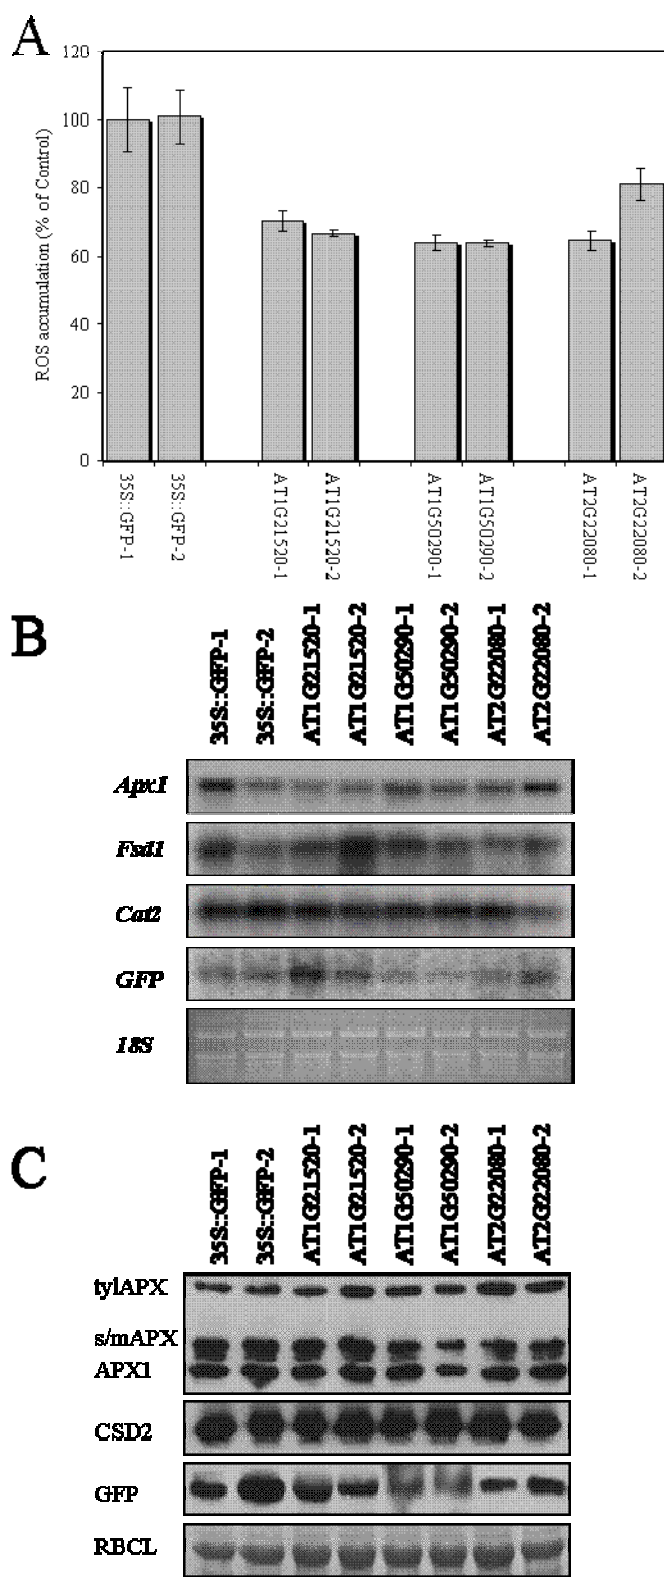 A
120
100
80
60
40
20
0
ROS accumulation (% of Control)
35S::GFP-1
35S::GFP-2
AT1G21520-1
AT1G21520-2
AT1G50290-1
AT1G50290-2
AT2G22080-1
AT2G22080-2
B
35S::GFP-1
35S::GFP-2
AT1G21520-1
AT1G21520-2
AT1G50290-1
AT1G50290-2
AT2G22080-1
AT2G22080-2
Apx1
Fsd1
Cat2
GFP
18S
C
35S::GFP-1
35S::GFP-2
AT1G21520-1
AT1G21520-2
AT1G50290-1
AT1G50290-2
AT2G22080-1
AT2G22080-2
tylAPX
s/mAPX
APX1
CSD2
GFP
RBCL